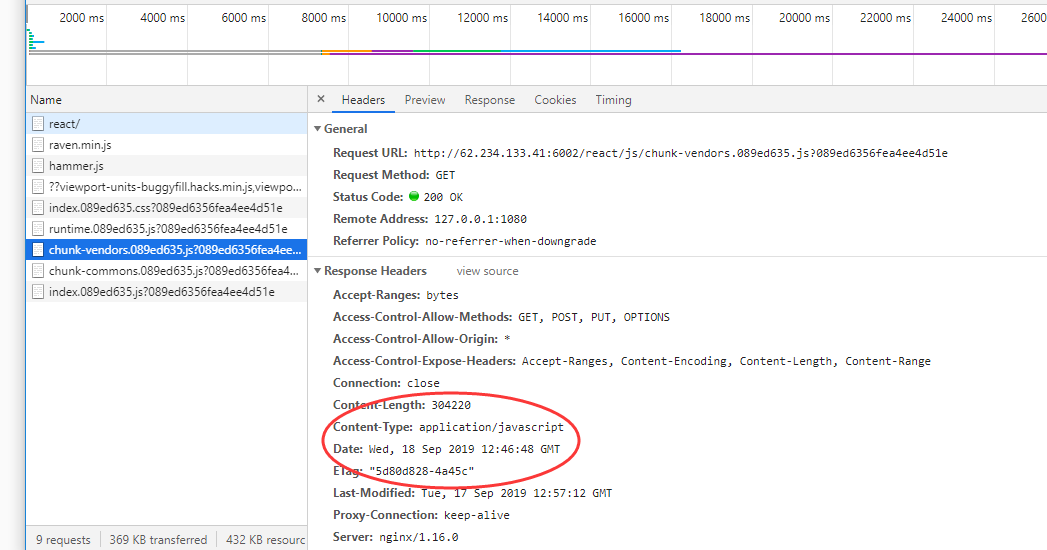 2000 ms 4000 ms 6000 ms 8000 ms 10000 ms 12000 ms 14000 ms 16000 ms 18000 ms 20000 ms 22000 ms 24000 ms 26000
Name
react/
raven.min.js
hammer.js
??viewport-units-buggyfill.hacks.min.js,viewpo...
index.089ed635.css?089ed6356fea4ee4d51e
runtime.089ed635.js?089ed6356fea4ee4d51e
chunk-vendors.089ed635.js?089ed6356fea4ee...
chunk-commons.089ed635.js?089ed6356fea4...
index.089ed635.js?089ed6356fea4ee4d51e
9 requests 369 KB transferred 432 KB resourc
× Headers Preview Response Cookies Timing
▼ General
Request URL: http://62.234.133.41:6002/react/js/chunk-vendors.089ed635.js?089ed6356fea4ee4d51e
Request Method: GET
Status Code: 200 OK
Remote Address: 127.0.0.1:1080
Referrer Policy: no-referrer-when-downgrade
▼ Response Headers view source
Accept-Ranges: bytes
Access-Control-Allow-Methods: GET, POST, PUT, OPTIONS
Access-Control-Allow-Origin: *
Access-Control-Expose-Headers: Accept-Ranges, Content-Encoding, Content-Length, Content-Range
Connection: close
Content-Length: 304220
Content-Type: application/javascript
Date: Wed, 18 Sep 2019 12:46:48 GMT
ETag: "5d80d828-4a45c"
Last-Modified: Tue, 17 Sep 2019 12:57:12 GMT
Proxy-Connection: keep-alive
Server: nginx/1.16.0